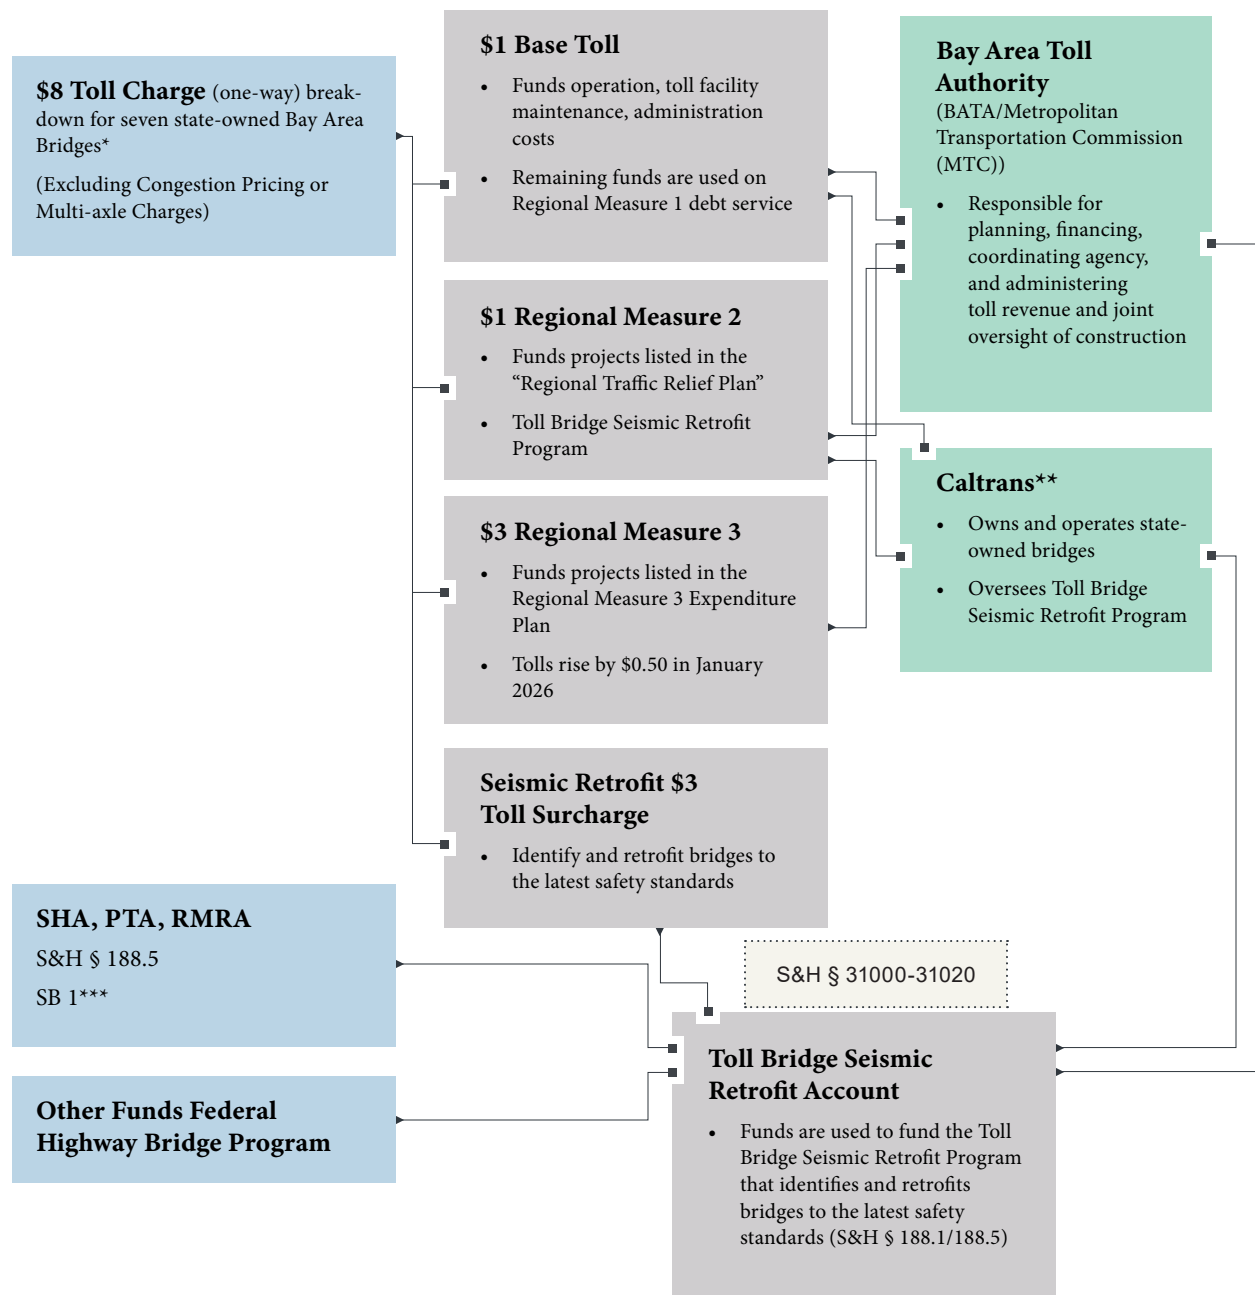 $8 Toll Charge (one-way) break-
down for seven state-owned Bay Area
Bridges*
(Excluding Congestion Pricing or
Multi-axle Charges)
$1 Base Toll
• Funds operation, toll facility
maintenance, administration
costs
• Remaining funds are used on
Regional Measure 1 debt service
$1 Regional Measure 2
• Funds projects listed in the
“Regional Traffic Relief Plan”
• Toll Bridge Seismic Retrofit
Program
$3 Regional Measure 3
• Funds projects listed in the
Regional Measure 3 Expenditure
Plan
• Tolls rise by $0.50 in January
2026
Seismic Retrofit $3
Toll Surcharge
• Identify and retrofit bridges to
the latest safety standards
Bay Area Toll
Authority
(BATA/Metropolitan
Transportation Commission
(MTC))
• Responsible for
planning, financing,
coordinating agency,
and administering
toll revenue and joint
oversight of construction
Caltrans**
• Owns and operates state-
owned bridges
• Oversees Toll Bridge
Seismic Retrofit Program
SHA, PTA, RMRA
S&H § 188.5
SB 1***
Other Funds Federal
Highway Bridge Program
S&H § 31000-31020
Toll Bridge Seismic
Retrofit Account
• Funds are used to fund the Toll
Bridge Seismic Retrofit Program
that identifies and retrofits
bridges to the latest safety
standards (S&H § 188.1/188.5)